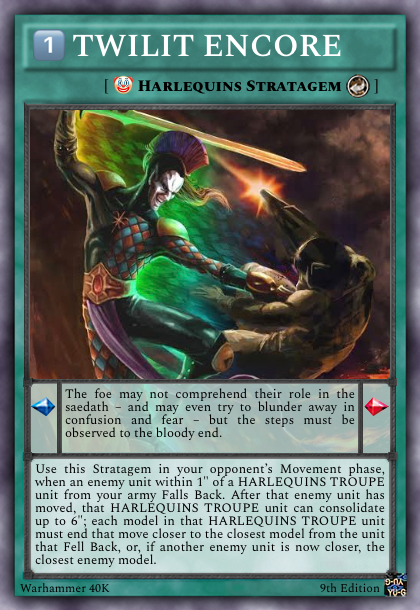 1 TWILIT ENCORE
[ HARLEQUINS STRATAGEM ]
The foe may not comprehend their role in the
saedath – and may even try to blunder away in
confusion and fear – but the steps must be
observed to the bloody end.
Use this Stratagem in your opponent's Movement phase,
when an enemy unit within 1" of a HARLEQUINS TROUPE
unit from your army Falls Back. After that enemy unit has
moved, that HARLEQUINS TROUPE unit can consolidate
up to 6"; each model in that HARLEQUINS TROUPE unit
must end that move closer to the closest model from the unit
that Fell Back, or, if another enemy unit is now closer, the
closest enemy model.
Warhammer 40K 9th Edition